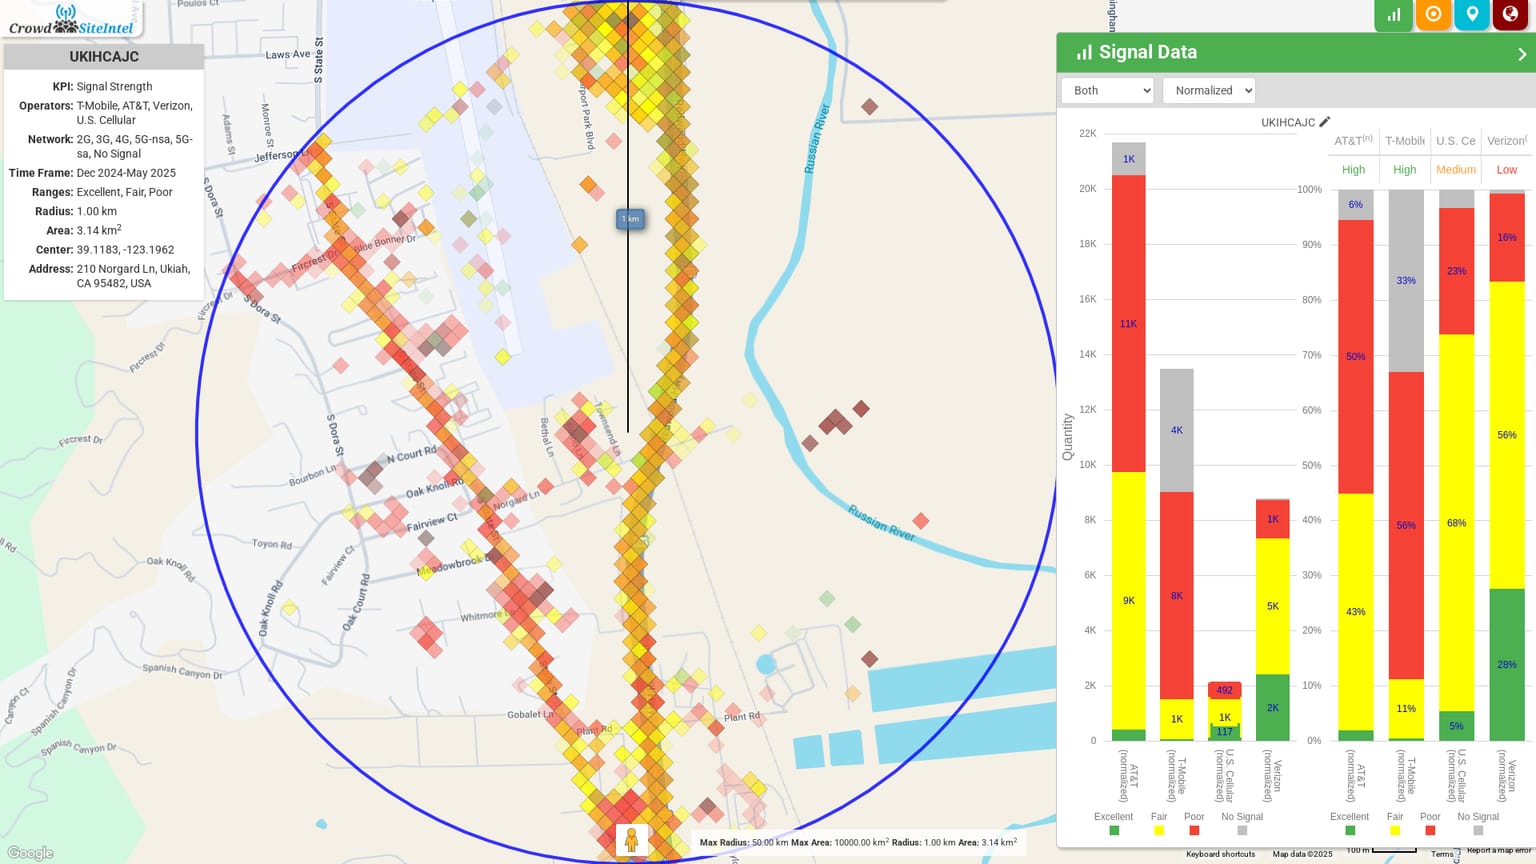 Crowd SiteIntel
UKIHCAJC
KPI: Signal Strength
Operators: T-Mobile, AT&T, Verizon,
U.S. Cellular
Network: 2G, 3G, 4G, 5G-nsa, 5G-
sa, No Signal
Time Frame: Dec 2024-May 2025
Ranges: Excellent, Fair, Poor
Radius: 1.00 km
Area: 3.14 km²
Center: 39.1183, -123.1962
Address: 210 Norgard Ln, Ukiah,
CA 95482, USA
Poulos Ct
Laws Ave
S State St
Adams St
Monroe St
Jefferson Ln
S Dora St
Blue Bonner Dr
Fircrest Dr
Fircrest Dr
S Dora St
Fircrest Dr
Fircrest Dr
S Dora St
Airport Park Blvd
1 km
Russian River
Bethal Ln
Townsend Ln
N Court Rd
Bourbon Ln
Oak Knoll Rd
Norgard Ln
Fairview Ct
Toyon Rd
Fairview Ct
Meadowbrook Dr
Oak Knoll Rd
Oak Knoll Rd
Oak Court Rd
Whitmore Ln
Spanish Canyon Dr
Spanish Canyon Dr
Spanish Canyon Dr
Canyon Ct
Gobalet Ln
Plant Rd
Plant Rd
Russian River
Google
Max Radius: 50.00 km Max Area: 10000.00 km² Radius: 1.00 km Area: 3.14 km²
Signal Data
Both
Normalized
UKIHCAJC
22K
20K
18K
16K
14K
12K
10K
8K
6K
4K
2K
0
Quantity
1K
11K
9K
4K
8K
1K
492
1K
117
1K
5K
2K
AT&T
(normalized)
T-Mobile
(normalized)
U.S. Cellular
(normalized)
Verizon
(normalized)
Excellent
Fair
Poor
No Signal
AT&T(n)
T-Mobile
U.S. Ce
Verizon(
High
High
Medium
Low
100%
90%
80%
70%
60%
50%
40%
30%
20%
10%
0%
6%
50%
43%
33%
56%
11%
23%
68%
5%
16%
56%
28%
AT&T
(normalized)
T-Mobile
(normalized)
U.S. Cellular
(normalized)
Verizon
(normalized)
Excellent
Fair
Poor
No Signal
Keyboard shortcuts
Map data ©2025
100 m
Terms
Report a map error